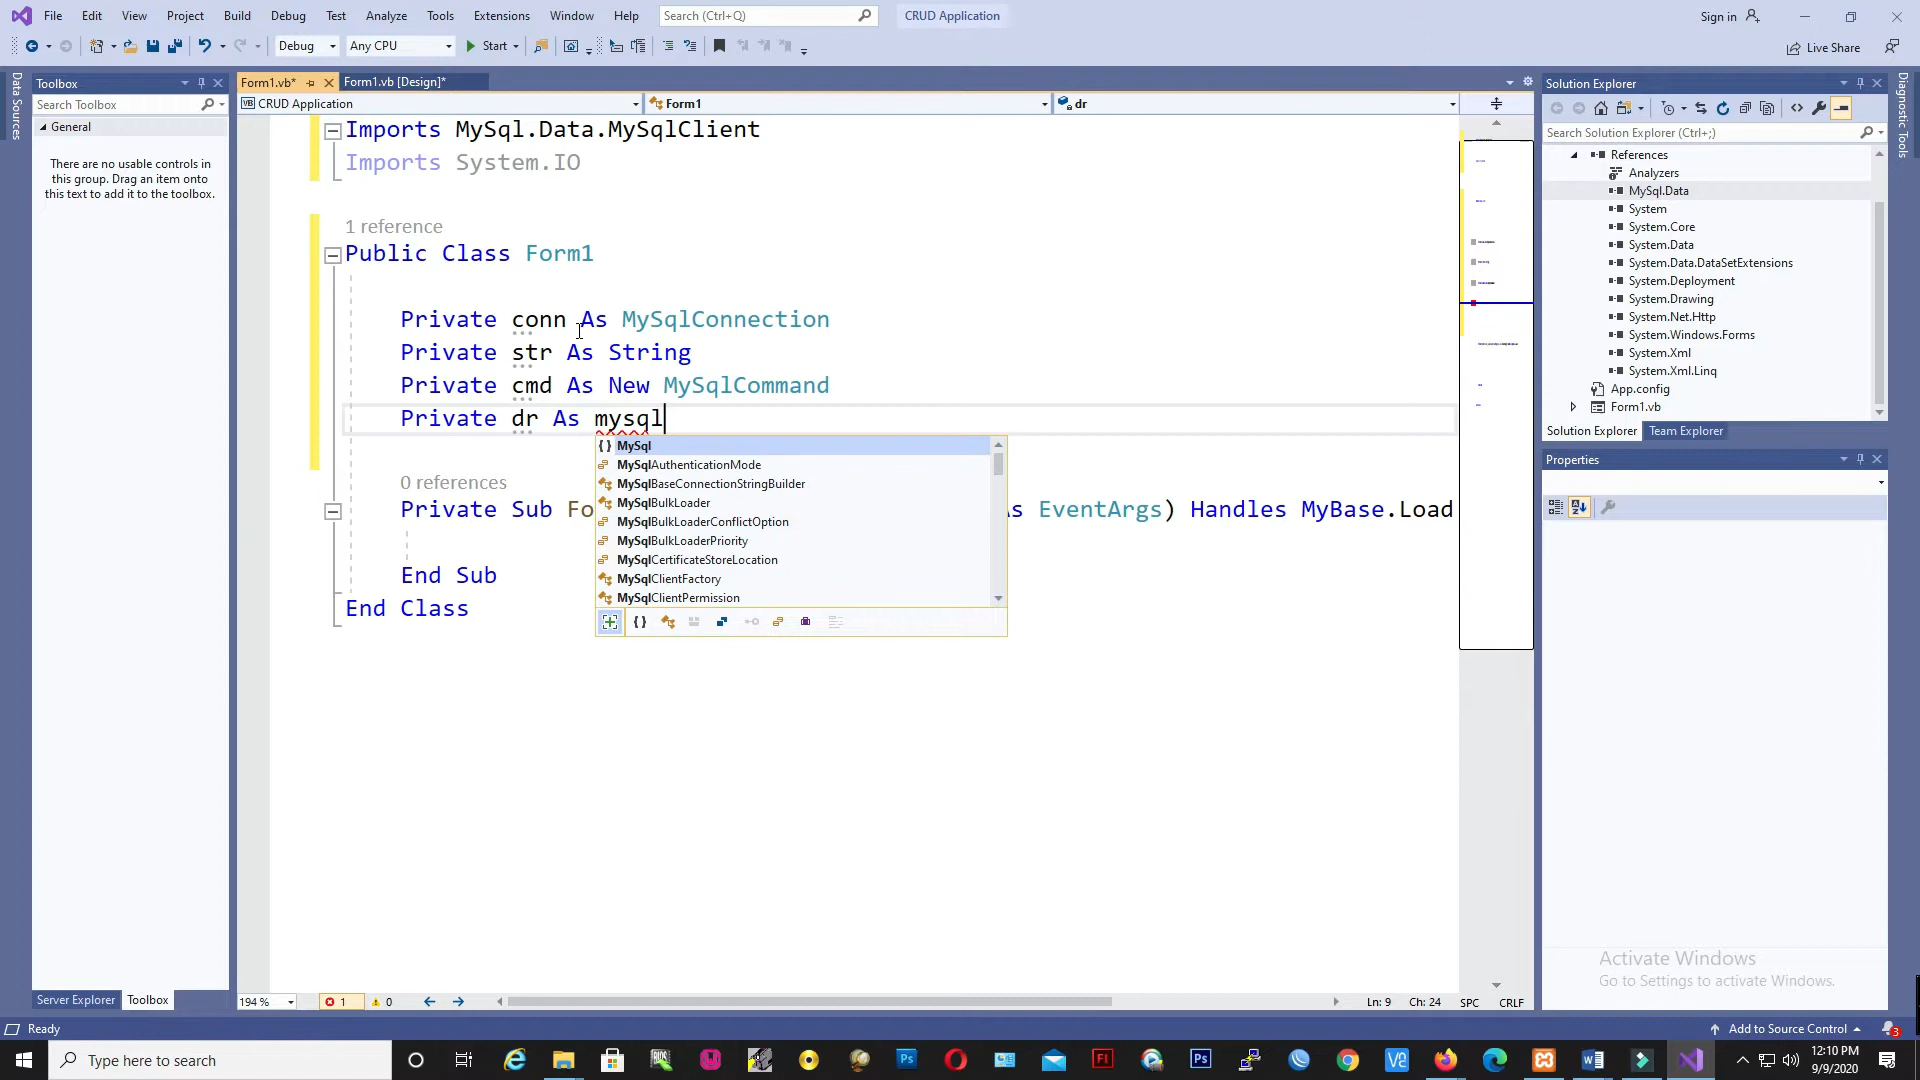 File Edit View Project Build Debug Test Analyze Tools Extensions Window Help Search (Ctrl+Q) CRUD Application Sign in
Debug Any CPU Start Live Share
Data Sources
Toolbox
Search Toolbox
General
There are no usable controls in
this group. Drag an item onto
this text to add it to the toolbox.
Server Explorer Toolbox
Form1.vb* Form1.vb [Design]*
CRUD Application Form1 dr
Imports MySql.Data.MySqlClient
Imports System.IO
1 reference
Public Class Form1
Private conn As MySqlConnection
Private str As String
Private cmd As New MySqlCommand
Private dr As mysql
MySql
MySqlAuthenticationMode
MySqlBaseConnectionStringBuilder
MySqlBulkLoader
MySqlBulkLoaderConflictOption
MySqlBulkLoaderPriority
MySqlCertificateStoreLocation
MySqlClientFactory
MySqlClientPermission
0 references
Private Sub Fo As EventArgs) Handles MyBase.Load
End Sub
End Class
194 % 1 0 Ln: 9 Ch: 24 SPC CRLF
Solution Explorer
Search Solution Explorer (Ctrl+;)
References
Analyzers
MySql.Data
System
System.Core
System.Data
System.Data.DataSetExtensions
System.Deployment
System.Drawing
System.Net.Http
System.Windows.Forms
System.Xml
System.Xml.Linq
App.config
Form1.vb
Solution Explorer Team Explorer
Properties
Activate Windows
Go to Settings to activate Windows.
Diagnostic Tools
Ready Add to Source Control 3
Type here to search
12:10 PM
9/9/2020